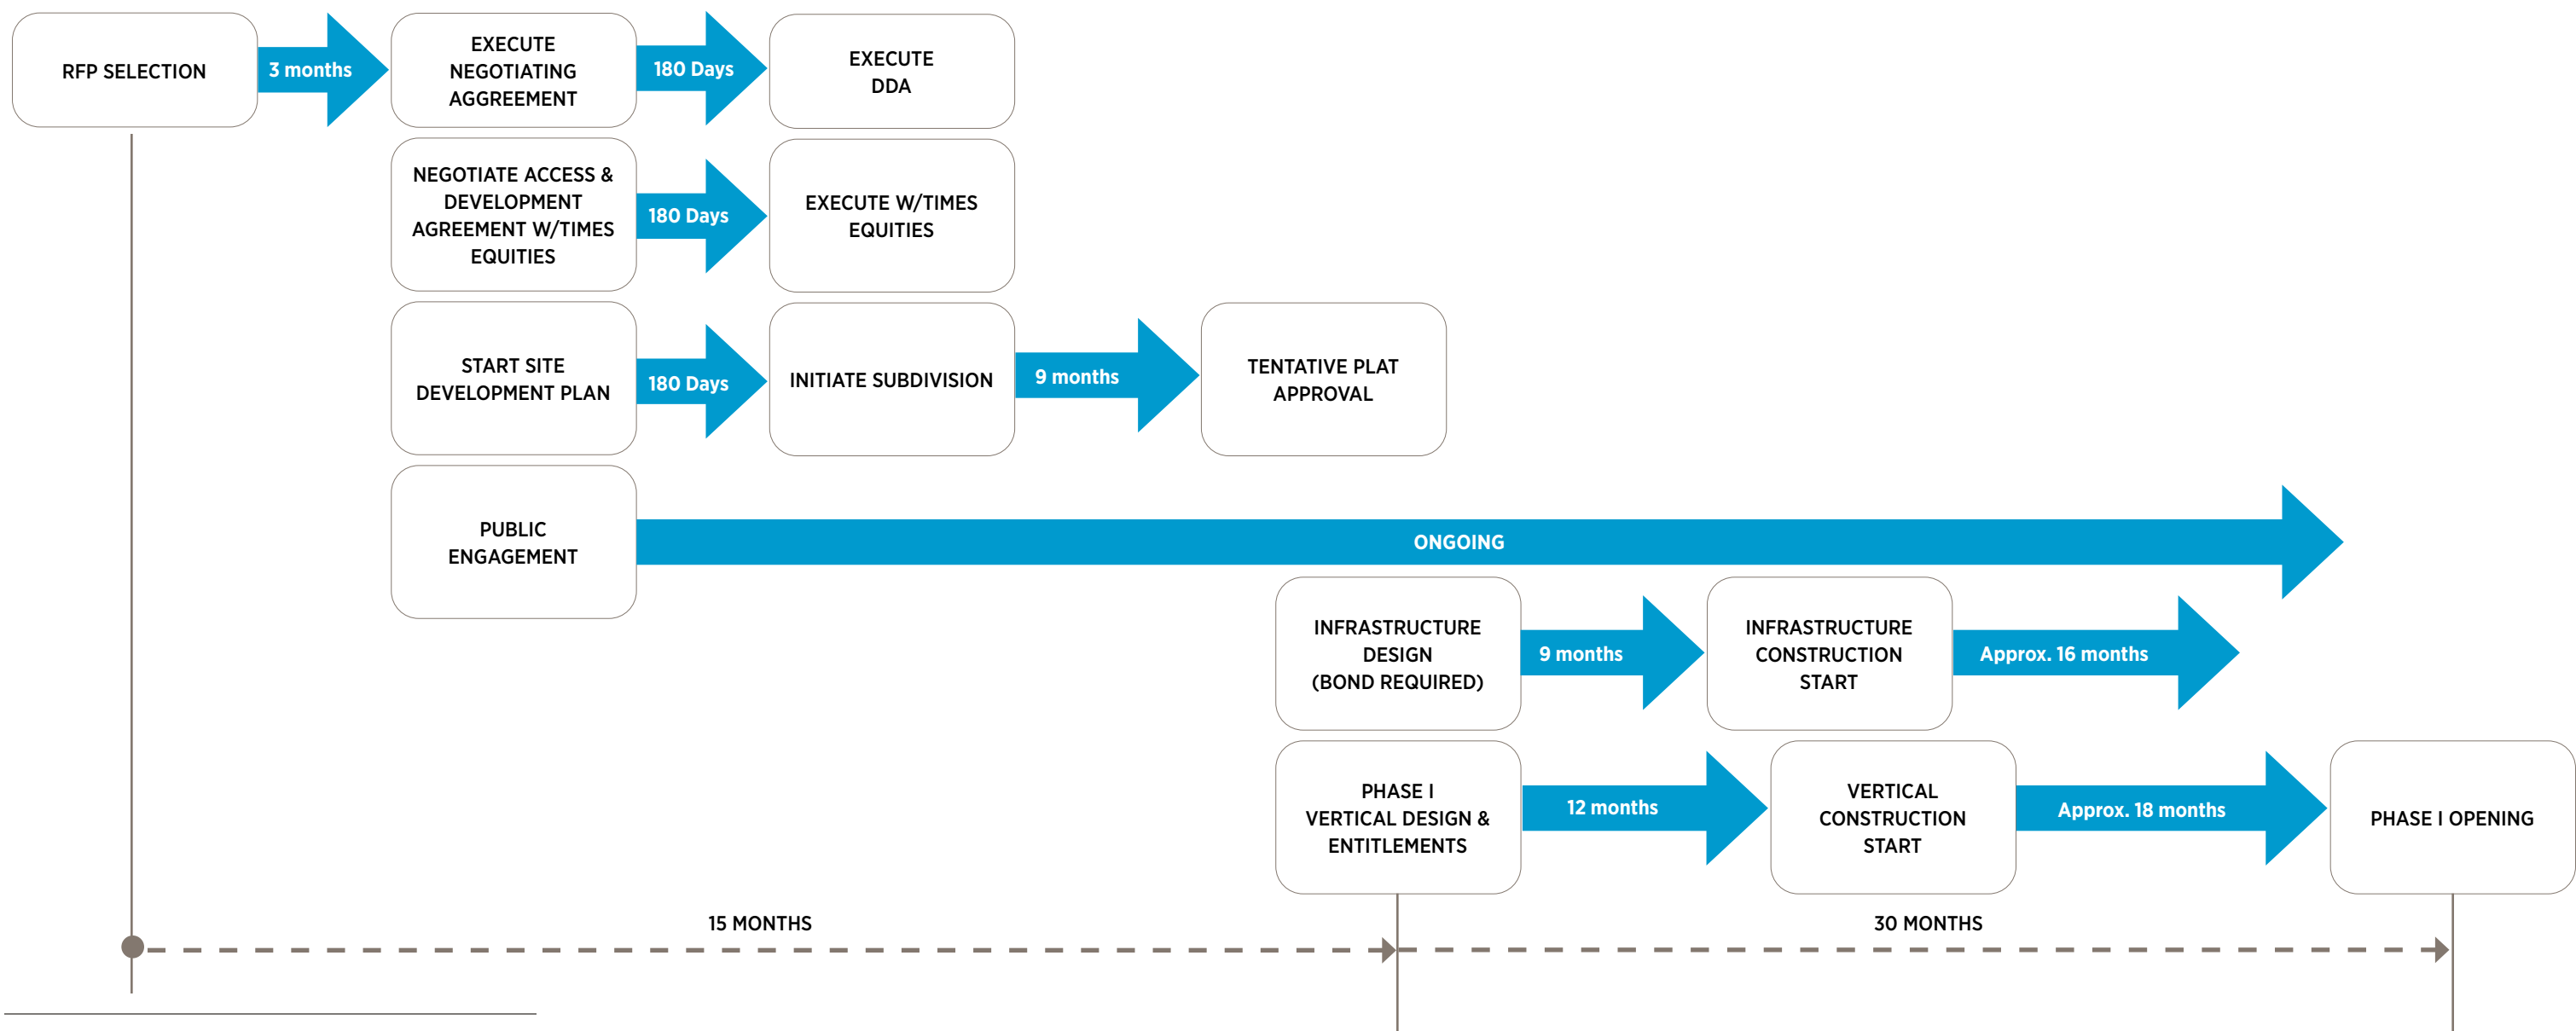 RFP SELECTION
3 months
EXECUTE
NEGOTIATING
AGGREEMENT
180 Days
EXECUTE
DDA
NEGOTIATE ACCESS &
DEVELOPMENT
AGREEMENT W/TIMES
EQUITIES
180 Days
EXECUTE W/TIMES
EQUITIES
START SITE
DEVELOPMENT PLAN
180 Days
INITIATE SUBDIVISION
9 months
TENTATIVE PLAT
APPROVAL
PUBLIC
ENGAGEMENT
ONGOING
INFRASTRUCTURE
DESIGN
(BOND REQUIRED)
9 months
INFRASTRUCTURE
CONSTRUCTION
START
Approx. 16 months
PHASE I
VERTICAL DESIGN &
ENTITLEMENTS
12 months
VERTICAL
CONSTRUCTION
START
Approx. 18 months
PHASE I OPENING
15 MONTHS
30 MONTHS